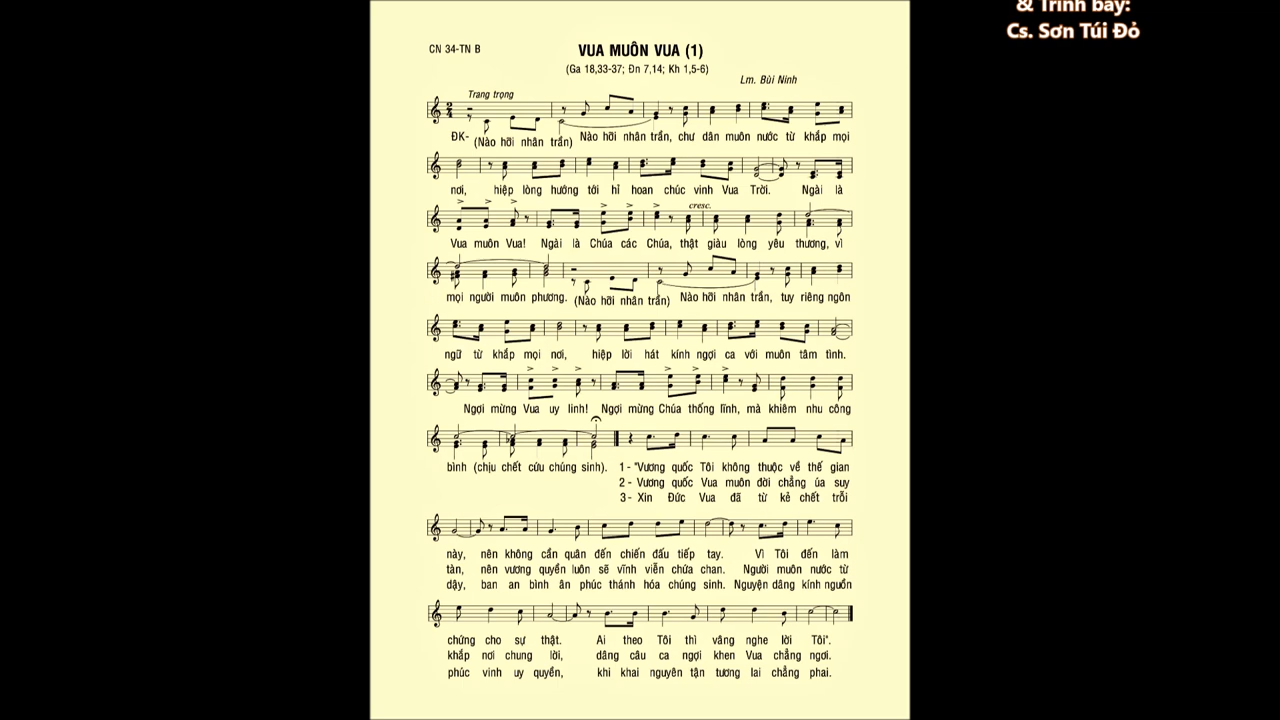 & Trình bày:
Cs. Sơn Túi Đỏ
CN 34-TN B
VUA MUÔN VUA (1)
(Ga 18,33-37; Đn 7,14; Kh 1,5-6)
Lm. Bùi Ninh
Trang trọng
ĐK- (Nào hỡi nhân trần) Nào hỡi nhân trần, chư dân muôn nước từ khắp mọi
nơi, hiệp lòng hướng tới hỉ hoan chúc vinh Vua Trời. Ngài là
cresc.
Vua muôn Vua! Ngài là Chúa các Chúa, thật giàu lòng yêu thương, vì
mọi người muôn phương. (Nào hỡi nhân trần) Nào hỡi nhân trần, tuy riêng ngôn
ngữ từ khắp mọi nơi, hiệp lời hát kính ngợi ca với muôn tâm tình.
Ngợi mừng Vua uy linh! Ngợi mừng Chúa thống lĩnh, mà khiêm nhu công
bình (chịu chết cứu chúng sinh). 1- "Vương quốc Tôi không thuộc về thế gian
2- Vương quốc Vua muôn đời chẳng úa suy
3- Xin Đức Vua đã từ kẻ chết trỗi
này, nên không cần quân đến chiến đấu tiếp tay. Vì Tôi đến làm
tàn, nên vương quyền luôn sẽ vĩnh viễn chứa chan. Người muôn nước từ
dậy, ban an bình ân phúc thánh hóa chúng sinh. Nguyện dâng kính nguồn
chứng cho sự thật. Ai theo Tôi thì vâng nghe lời Tôi".
khắp nơi chung lời, dâng câu ca ngợi khen Vua chẳng ngơi.
phúc vinh uy quyền, khi khai nguyên tận tương lai chẳng phai.